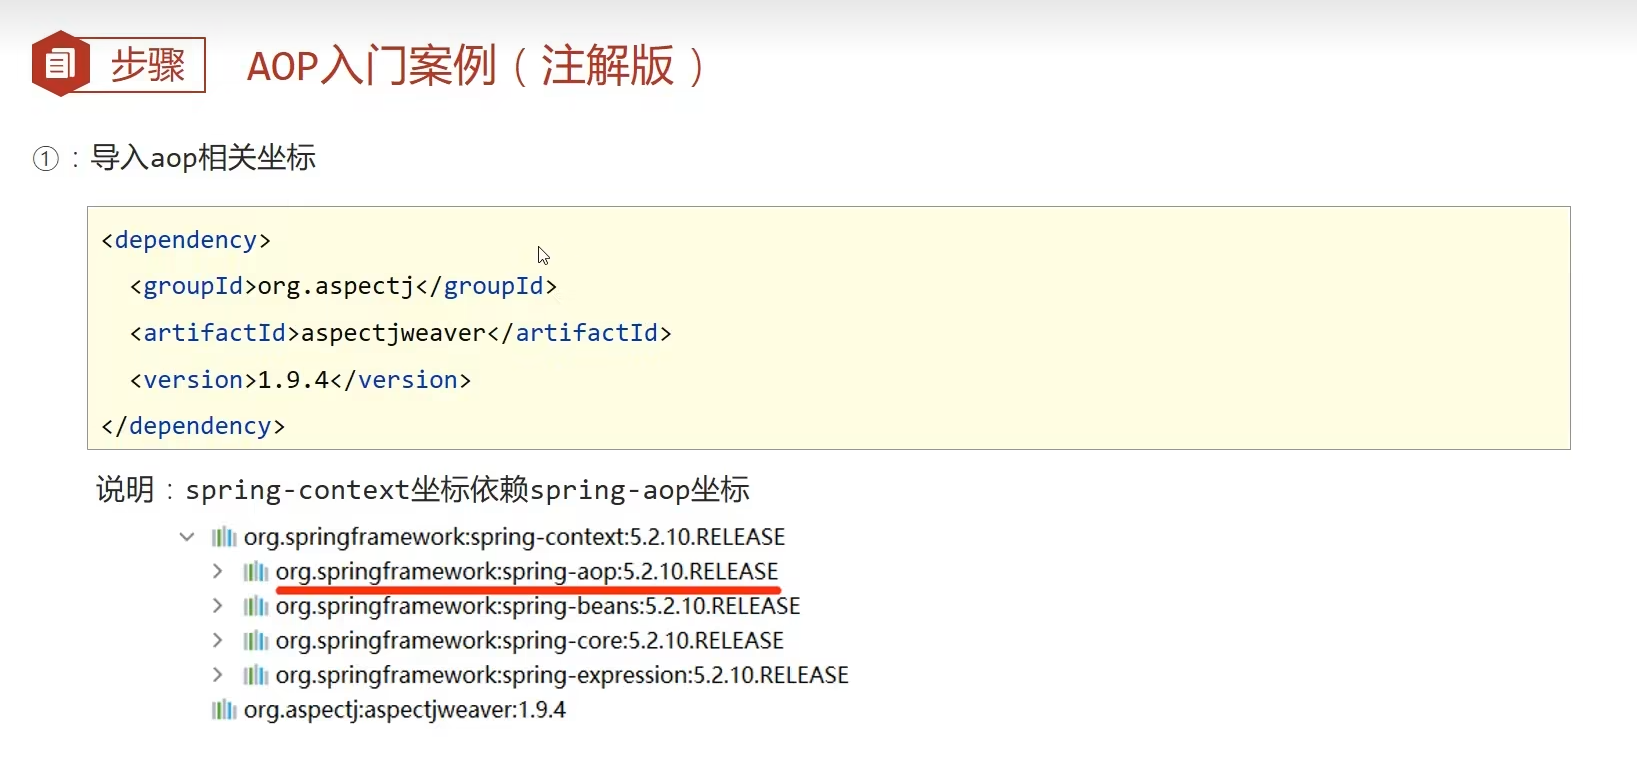 步骤 AOP入门案例（注解版）
①：导入aop相关坐标
<dependency>
<groupId>org.aspectj</groupId>
<artifactId>aspectjweaver</artifactId>
<version>1.9.4</version>
</dependency>
说明：spring-context坐标依赖spring-aop坐标
org.springframework:spring-context:5.2.10.RELEASE
org.springframework:spring-aop:5.2.10.RELEASE
org.springframework:spring-beans:5.2.10.RELEASE
org.springframework:spring-core:5.2.10.RELEASE
org.springframework:spring-expression:5.2.10.RELEASE
org.aspectj:aspectjweaver:1.9.4